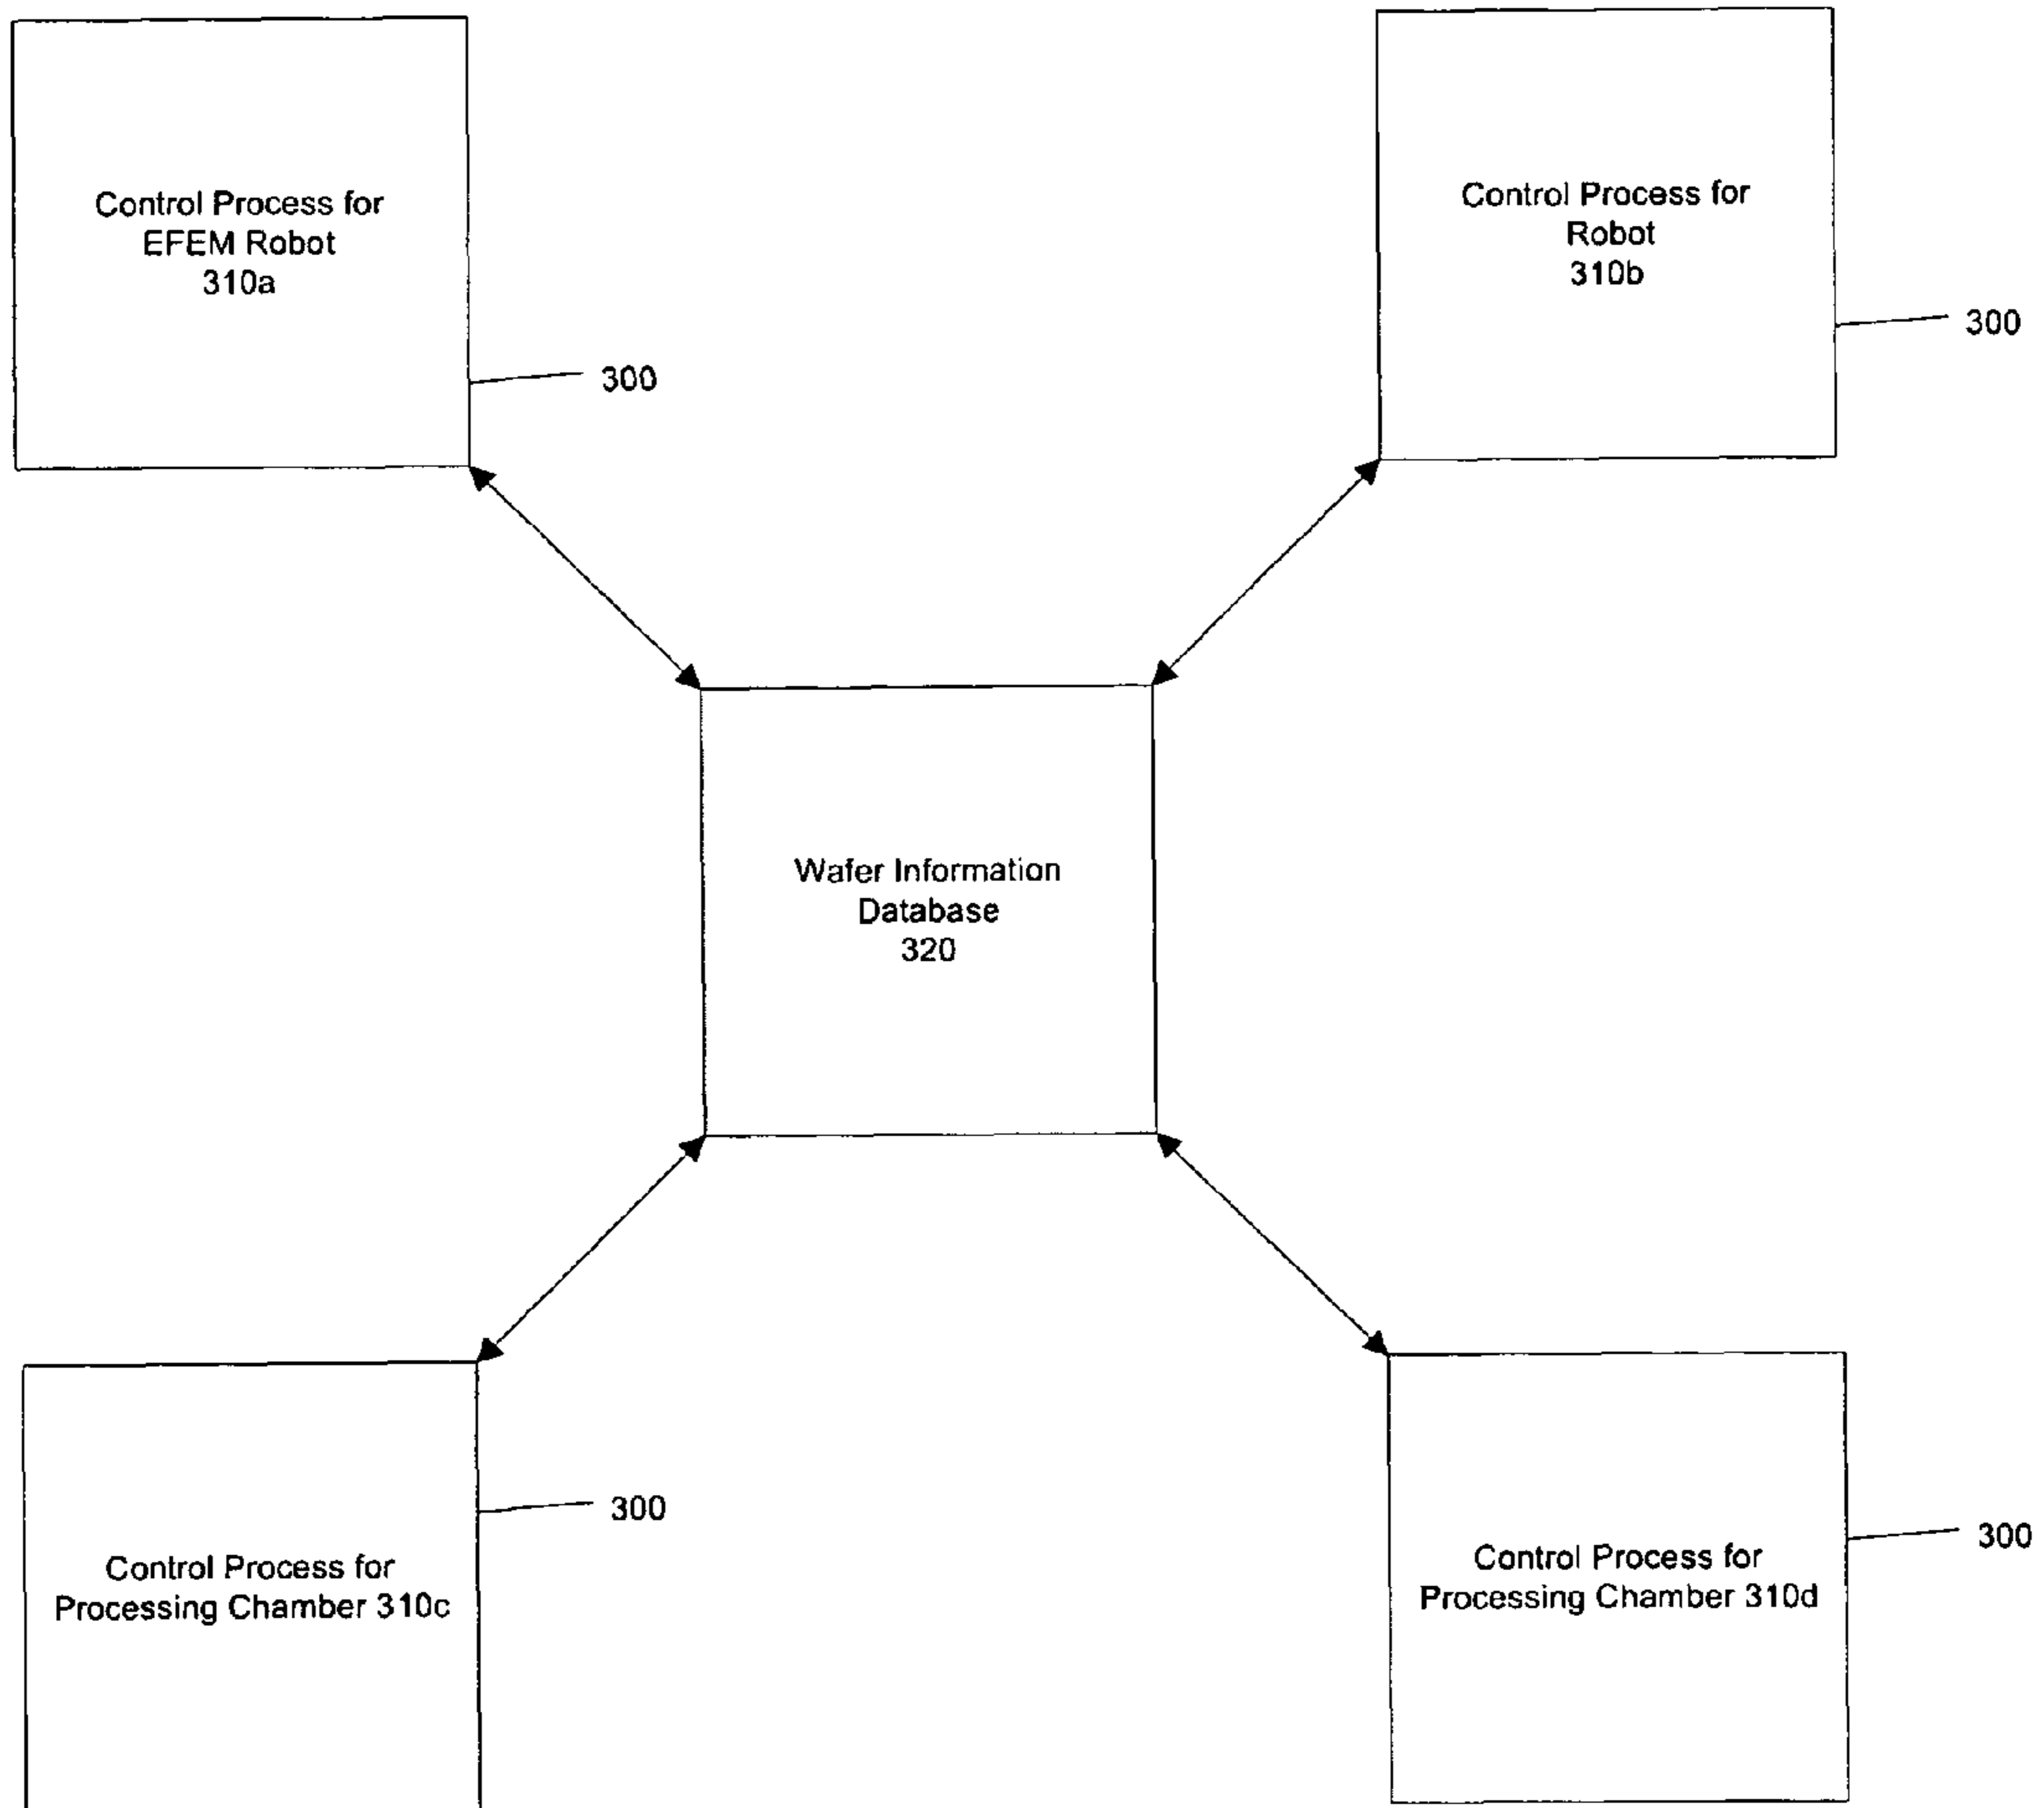 Control Process for
EFEM Robot
310a
300
Control Process for
Robot
310b
300
Wafer Information
Database
320
Control Process for
Processing Chamber 310c
300
Control Process for
Processing Chamber 310d
300